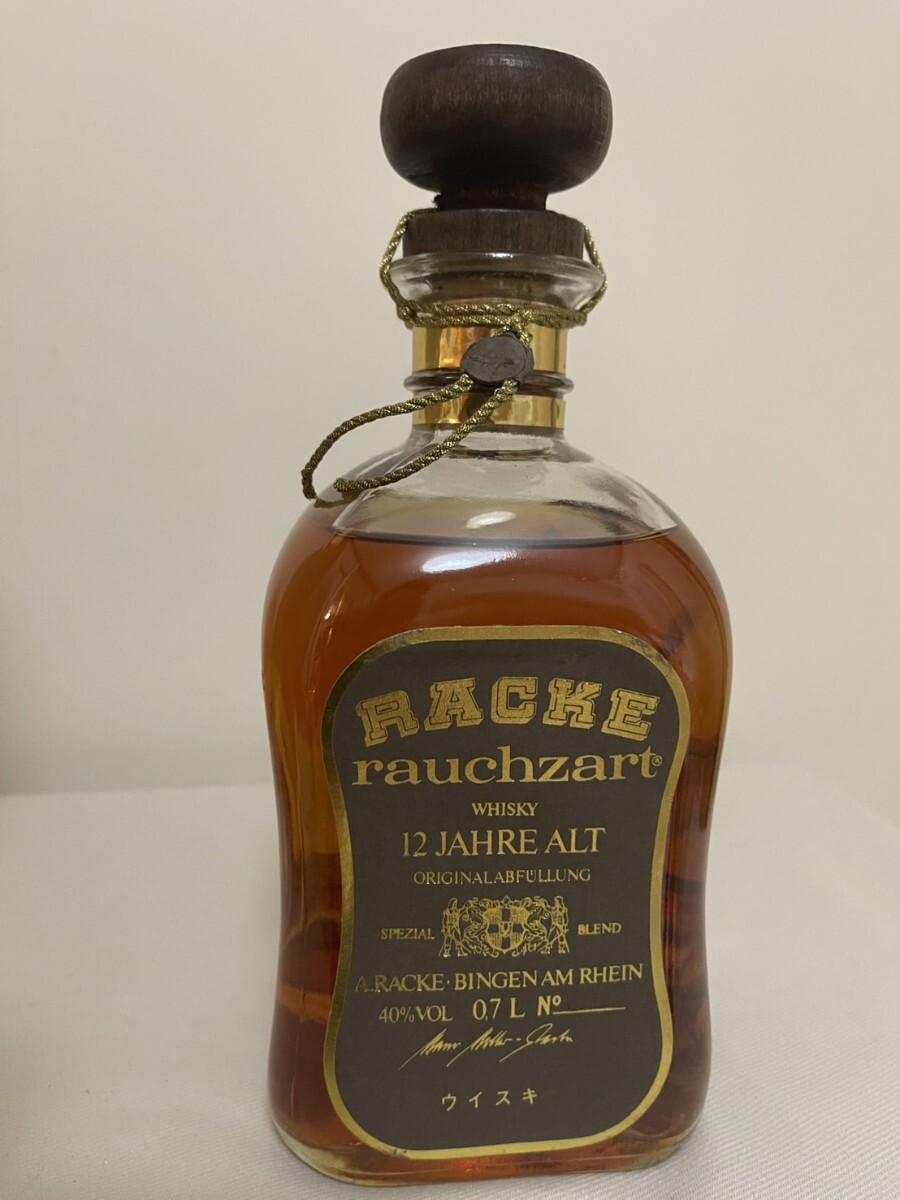 RACKE
rauchzart®
WHISKY
12 JAHRE ALT
ORIGINALABFÜLLUNG
SPEZIAL BLEND
A. RACKE · BINGEN AM RHEIN
40%VOL 0,7 L Nº
ウイスキ